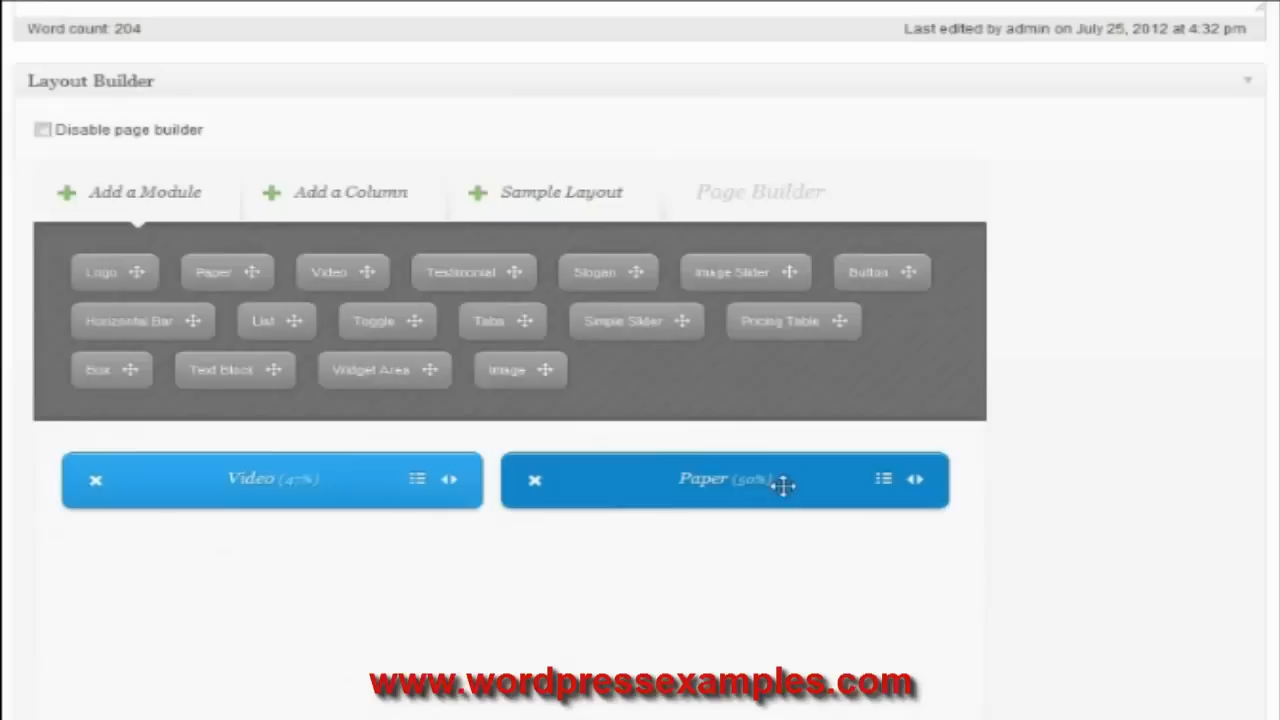 Word count: 204 Last edited by admin on July 25, 2012 at 4:32 pm
Layout Builder
Disable page builder
Add a Module Add a Column Sample Layout Page Builder
Logo Paper Video Testimonial Slogan Image Slider Button
Horizontal Bar List Toggle Tabs Simple Slider Pricing Table
Box Text Block Widget Area Image
Video (47%) Paper (50%)
www.wordpressexamples.com